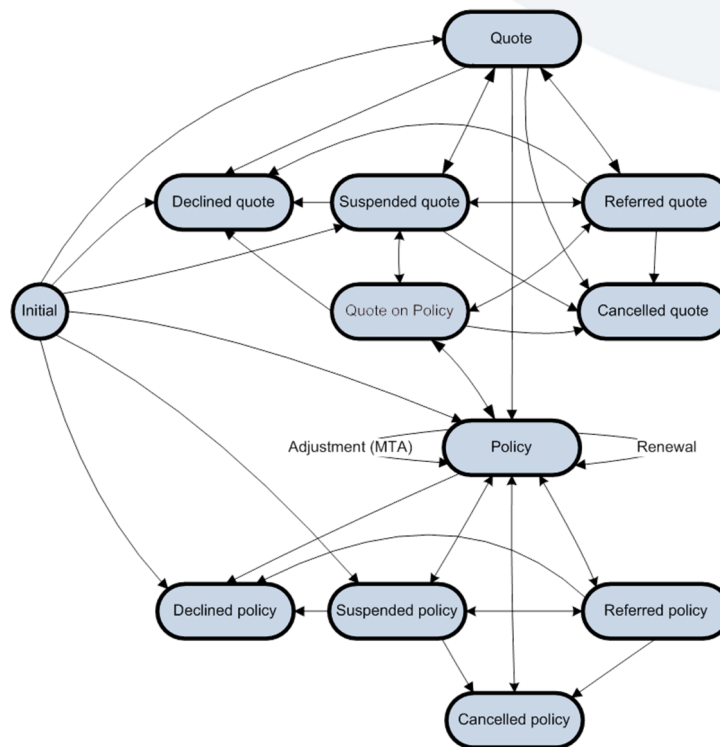 Quote
Declined quote
Suspended quote
Referred quote
Initial
Quote on Policy
Cancelled quote
Adjustment (MTA)
Policy
Renewal
Declined policy
Suspended policy
Referred policy
Cancelled policy